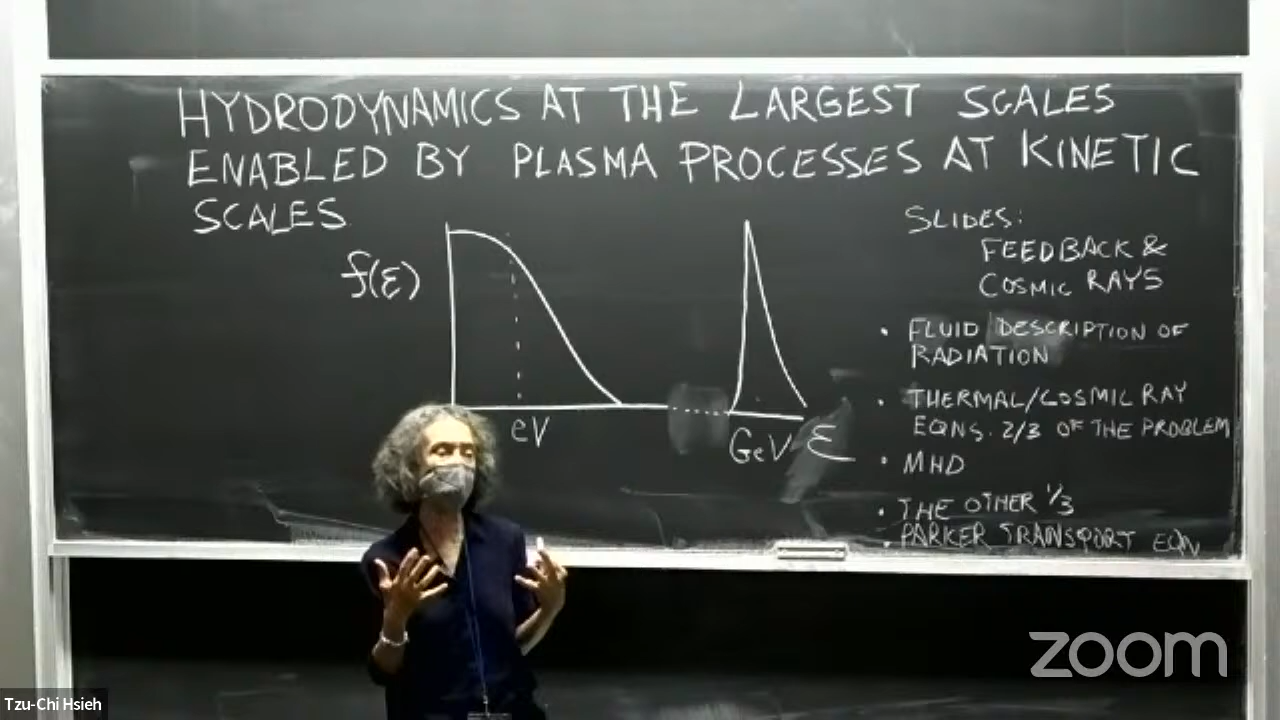 HYDRODYNAMICS AT THE LARGEST SCALES
ENABLED BY PLASMA PROCESSES AT KINETIC
SCALES
f(ε)
eV
GeV
ε
SLIDES:
FEEDBACK &
COSMIC RAYS
• FLUID DESCRIPTION OF
RADIATION
• THERMAL/COSMIC RAY
EQNS. 2/3 OF THE PROBLEM
• MHD
• THE OTHER 1/3
• PARKER TRANSPORT EQN
zoom
Tzu-Chi Hsieh